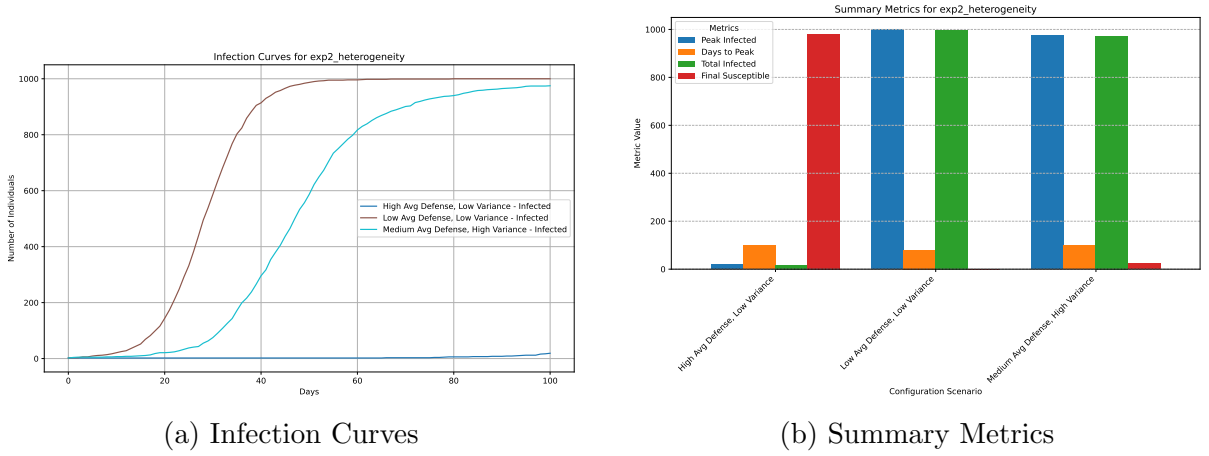 Infection Curves for exp2_heterogeneity
Number of Individuals
1000
800
600
400
200
0
High Avg Defense, Low Variance - Infected
Low Avg Defense, Low Variance - Infected
Medium Avg Defense, High Variance - Infected
0 20 40 60 80 100
Days
(a) Infection Curves
Summary Metrics for exp2_heterogeneity
Metric Value
1000
800
600
400
200
0
Metrics
Peak Infected
Days to Peak
Total Infected
Final Susceptible
High Avg Defense, Low Variance
Low Avg Defense, Low Variance
Medium Avg Defense, High Variance
Configuration Scenario
(b) Summary Metrics